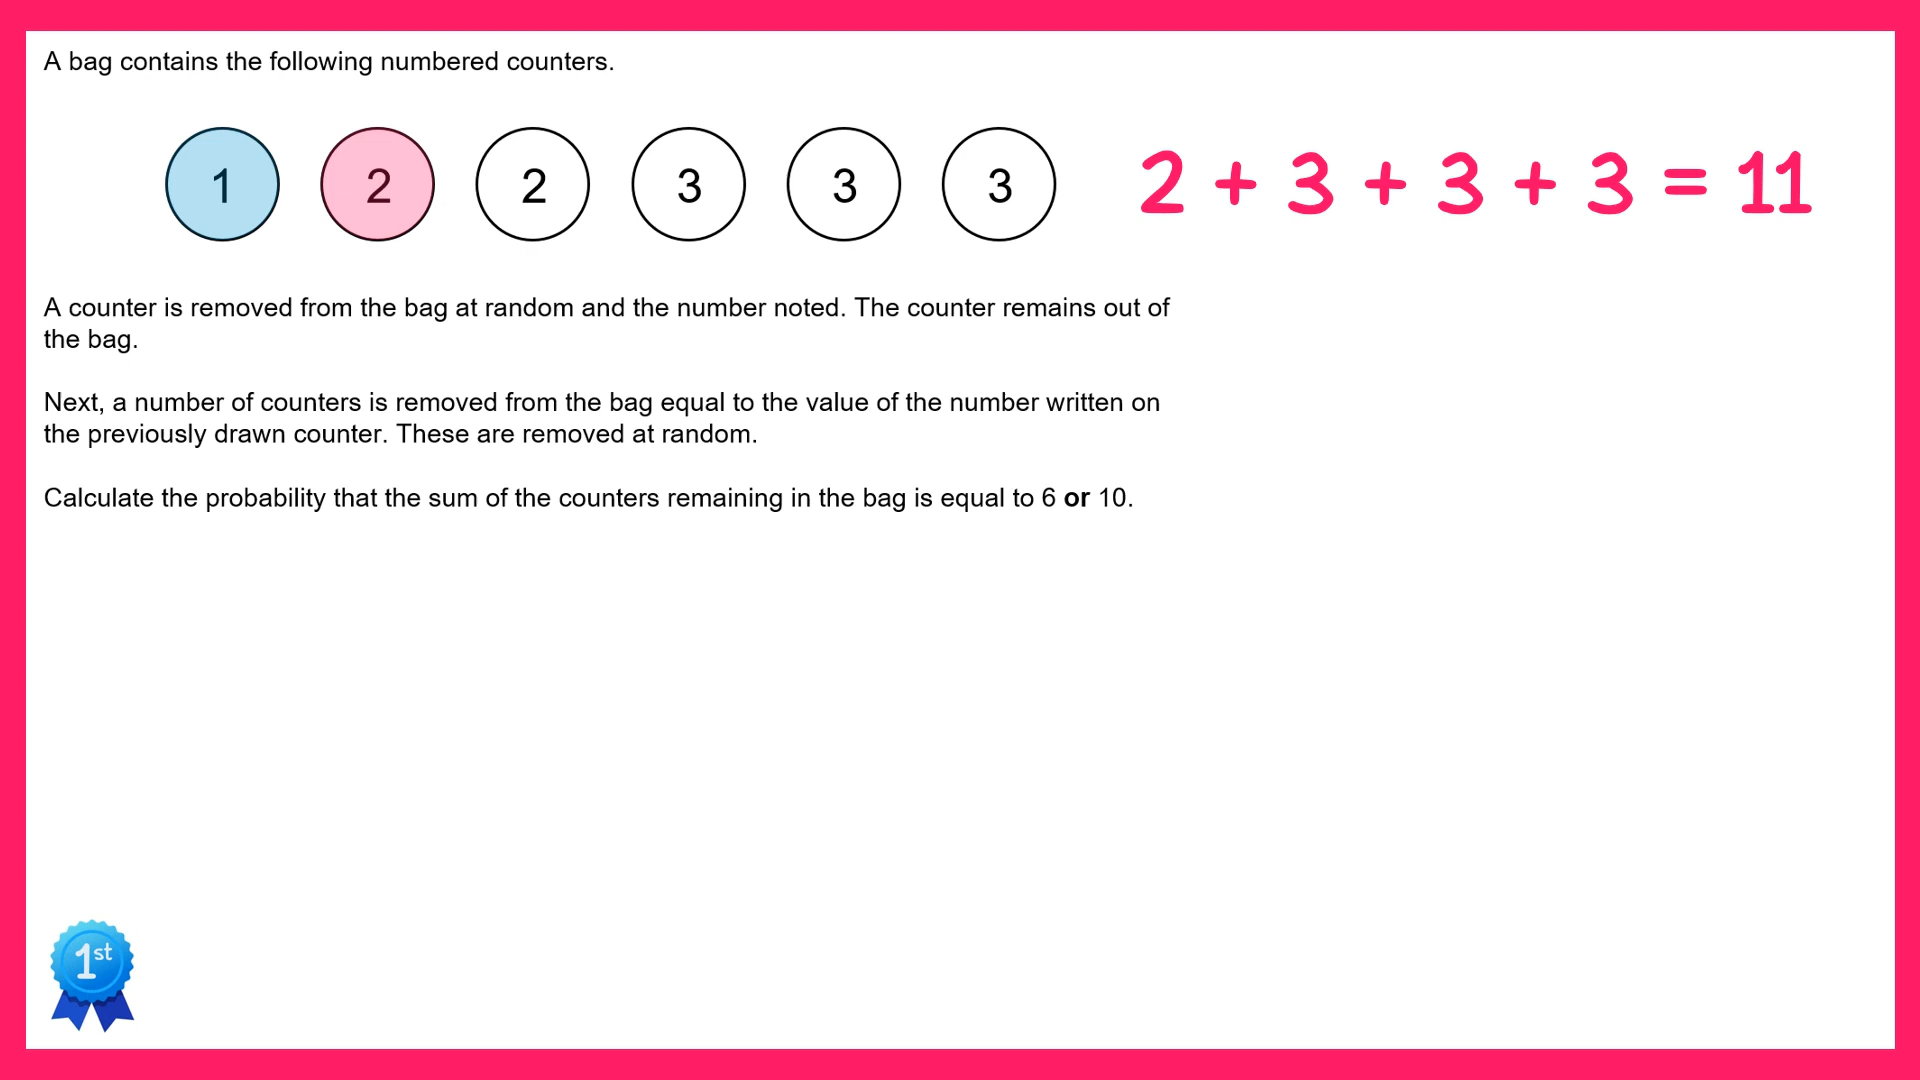 A bag contains the following numbered counters.
1 2 2 3 3 3 2 + 3 + 3 + 3 = 11
A counter is removed from the bag at random and the number noted. The counter remains out of
the bag.
Next, a number of counters is removed from the bag equal to the value of the number written on
the previously drawn counter. These are removed at random.
Calculate the probability that the sum of the counters remaining in the bag is equal to 6 or 10.
1st